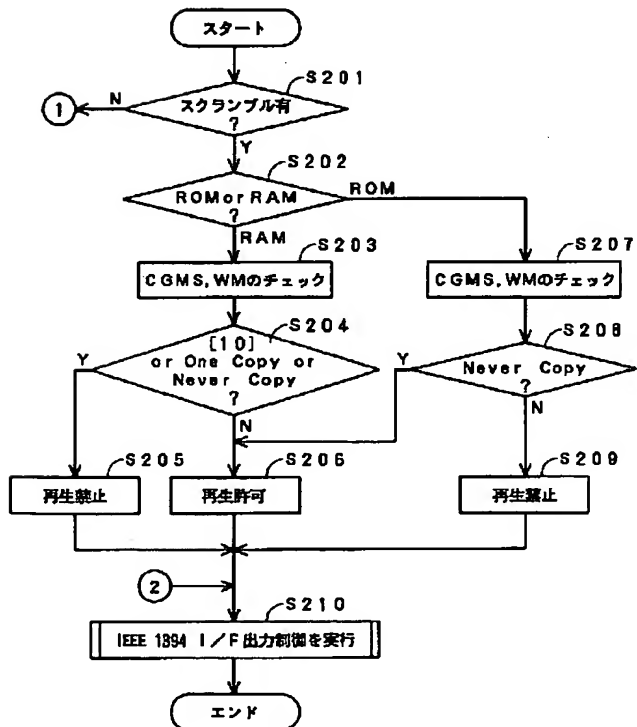 スタート
S201
スクランブル有
?
N
1
Y
S202
ROMorRAM
?
ROM
RAM
S203
CGMS,WMのチェック
S207
CGMS,WMのチェック
S204
[10]
or One Copy or
Never Copy
?
Y
N
S208
Never Copy
?
Y
N
S205
再生禁止
S206
再生許可
S209
再生禁止
2
S210
IEEE 1394 I/F出力制御を実行
エンド